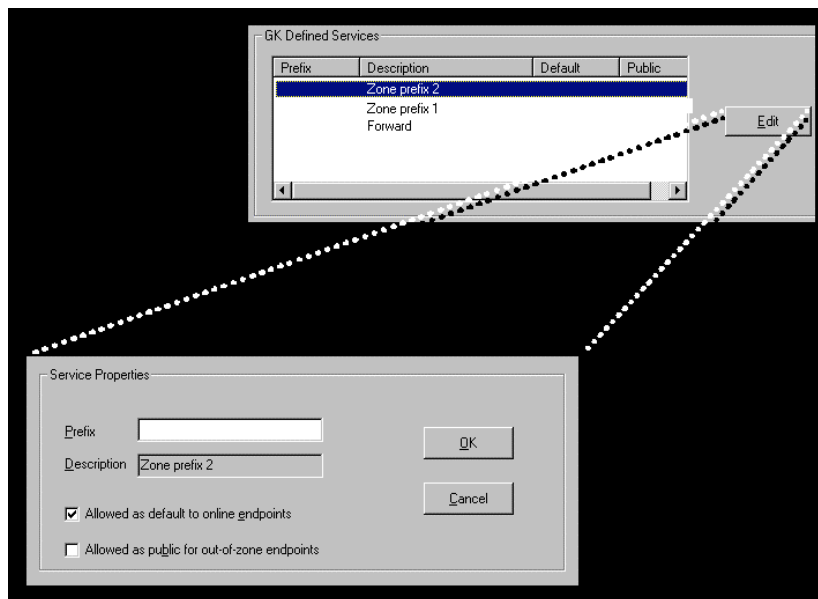 GK Defined Services
Prefix Description Default Public
Zone prefix 2
Zone prefix 1
Forward
Edit
Service Properties
Prefix
OK
Description Zone prefix 2
Cancel
Allowed as default to online endpoints
Allowed as public for out-of-zone endpoints